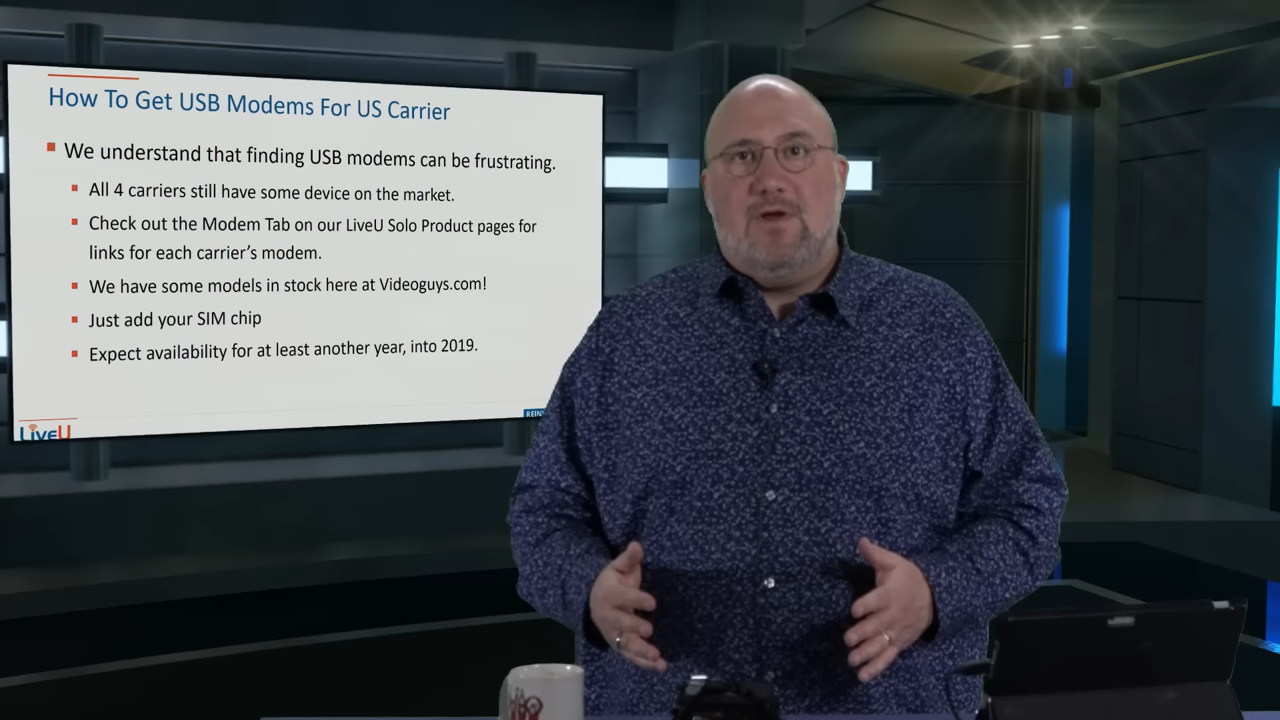 How To Get USB Modems For US Carrier
We understand that finding USB modems can be frustrating.
All 4 carriers still have some device on the market.
Check out the Modem Tab on our LiveU Solo Product pages for
links for each carrier's modem.
We have some models in stock here at Videoguys.com!
Just add your SIM chip
Expect availability for at least another year, into 2019.
LiveU